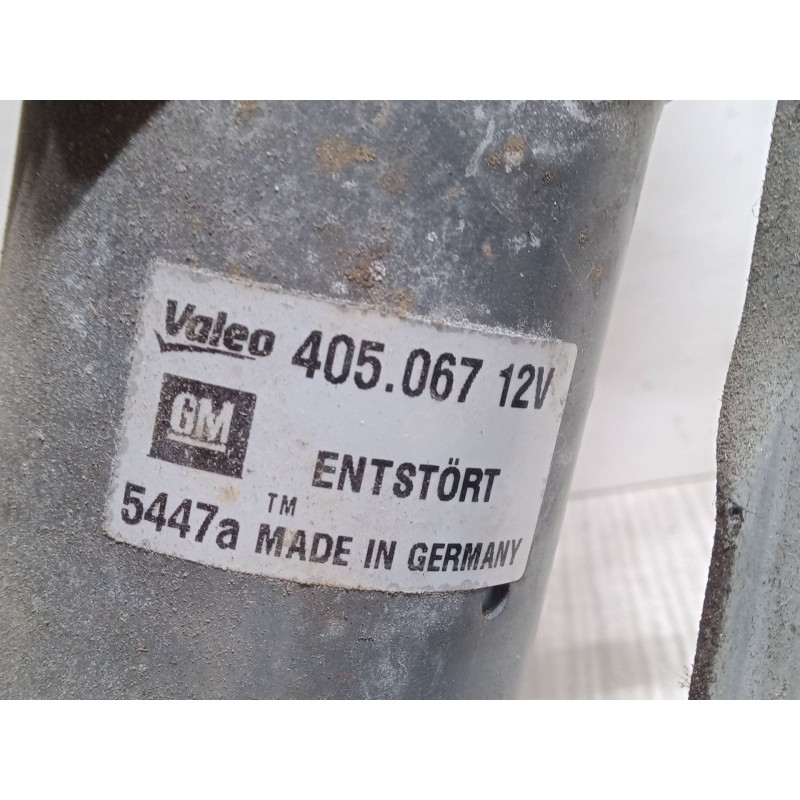 Valeo 405.067 12V
GM
ENTSTÖRT
5447a TM MADE IN GERMANY